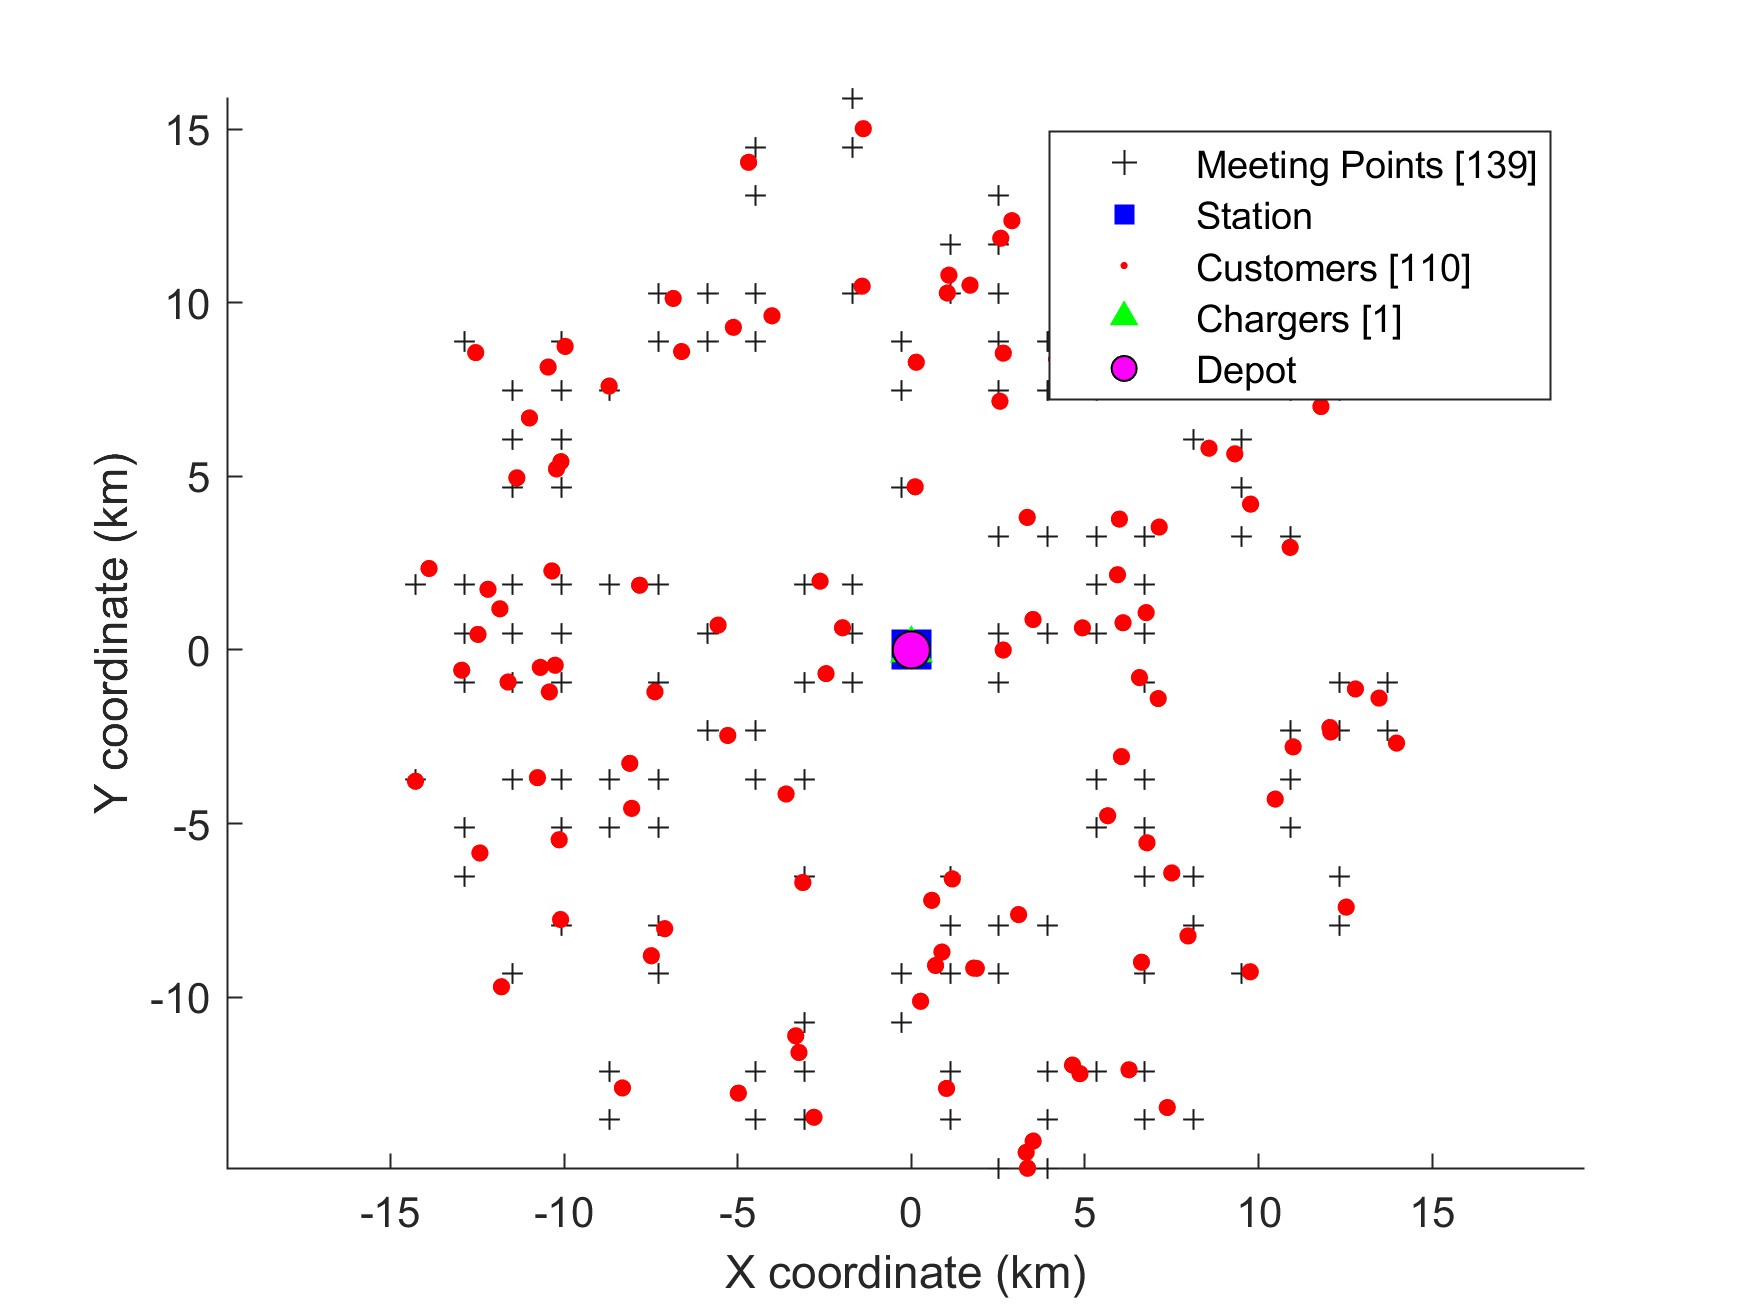 15
10
5
0
-5
-10
Y coordinate (km)
Meeting Points [139]
Station
Customers [110]
Chargers [1]
Depot
-15
-10
-5
0
5
10
15
X coordinate (km)